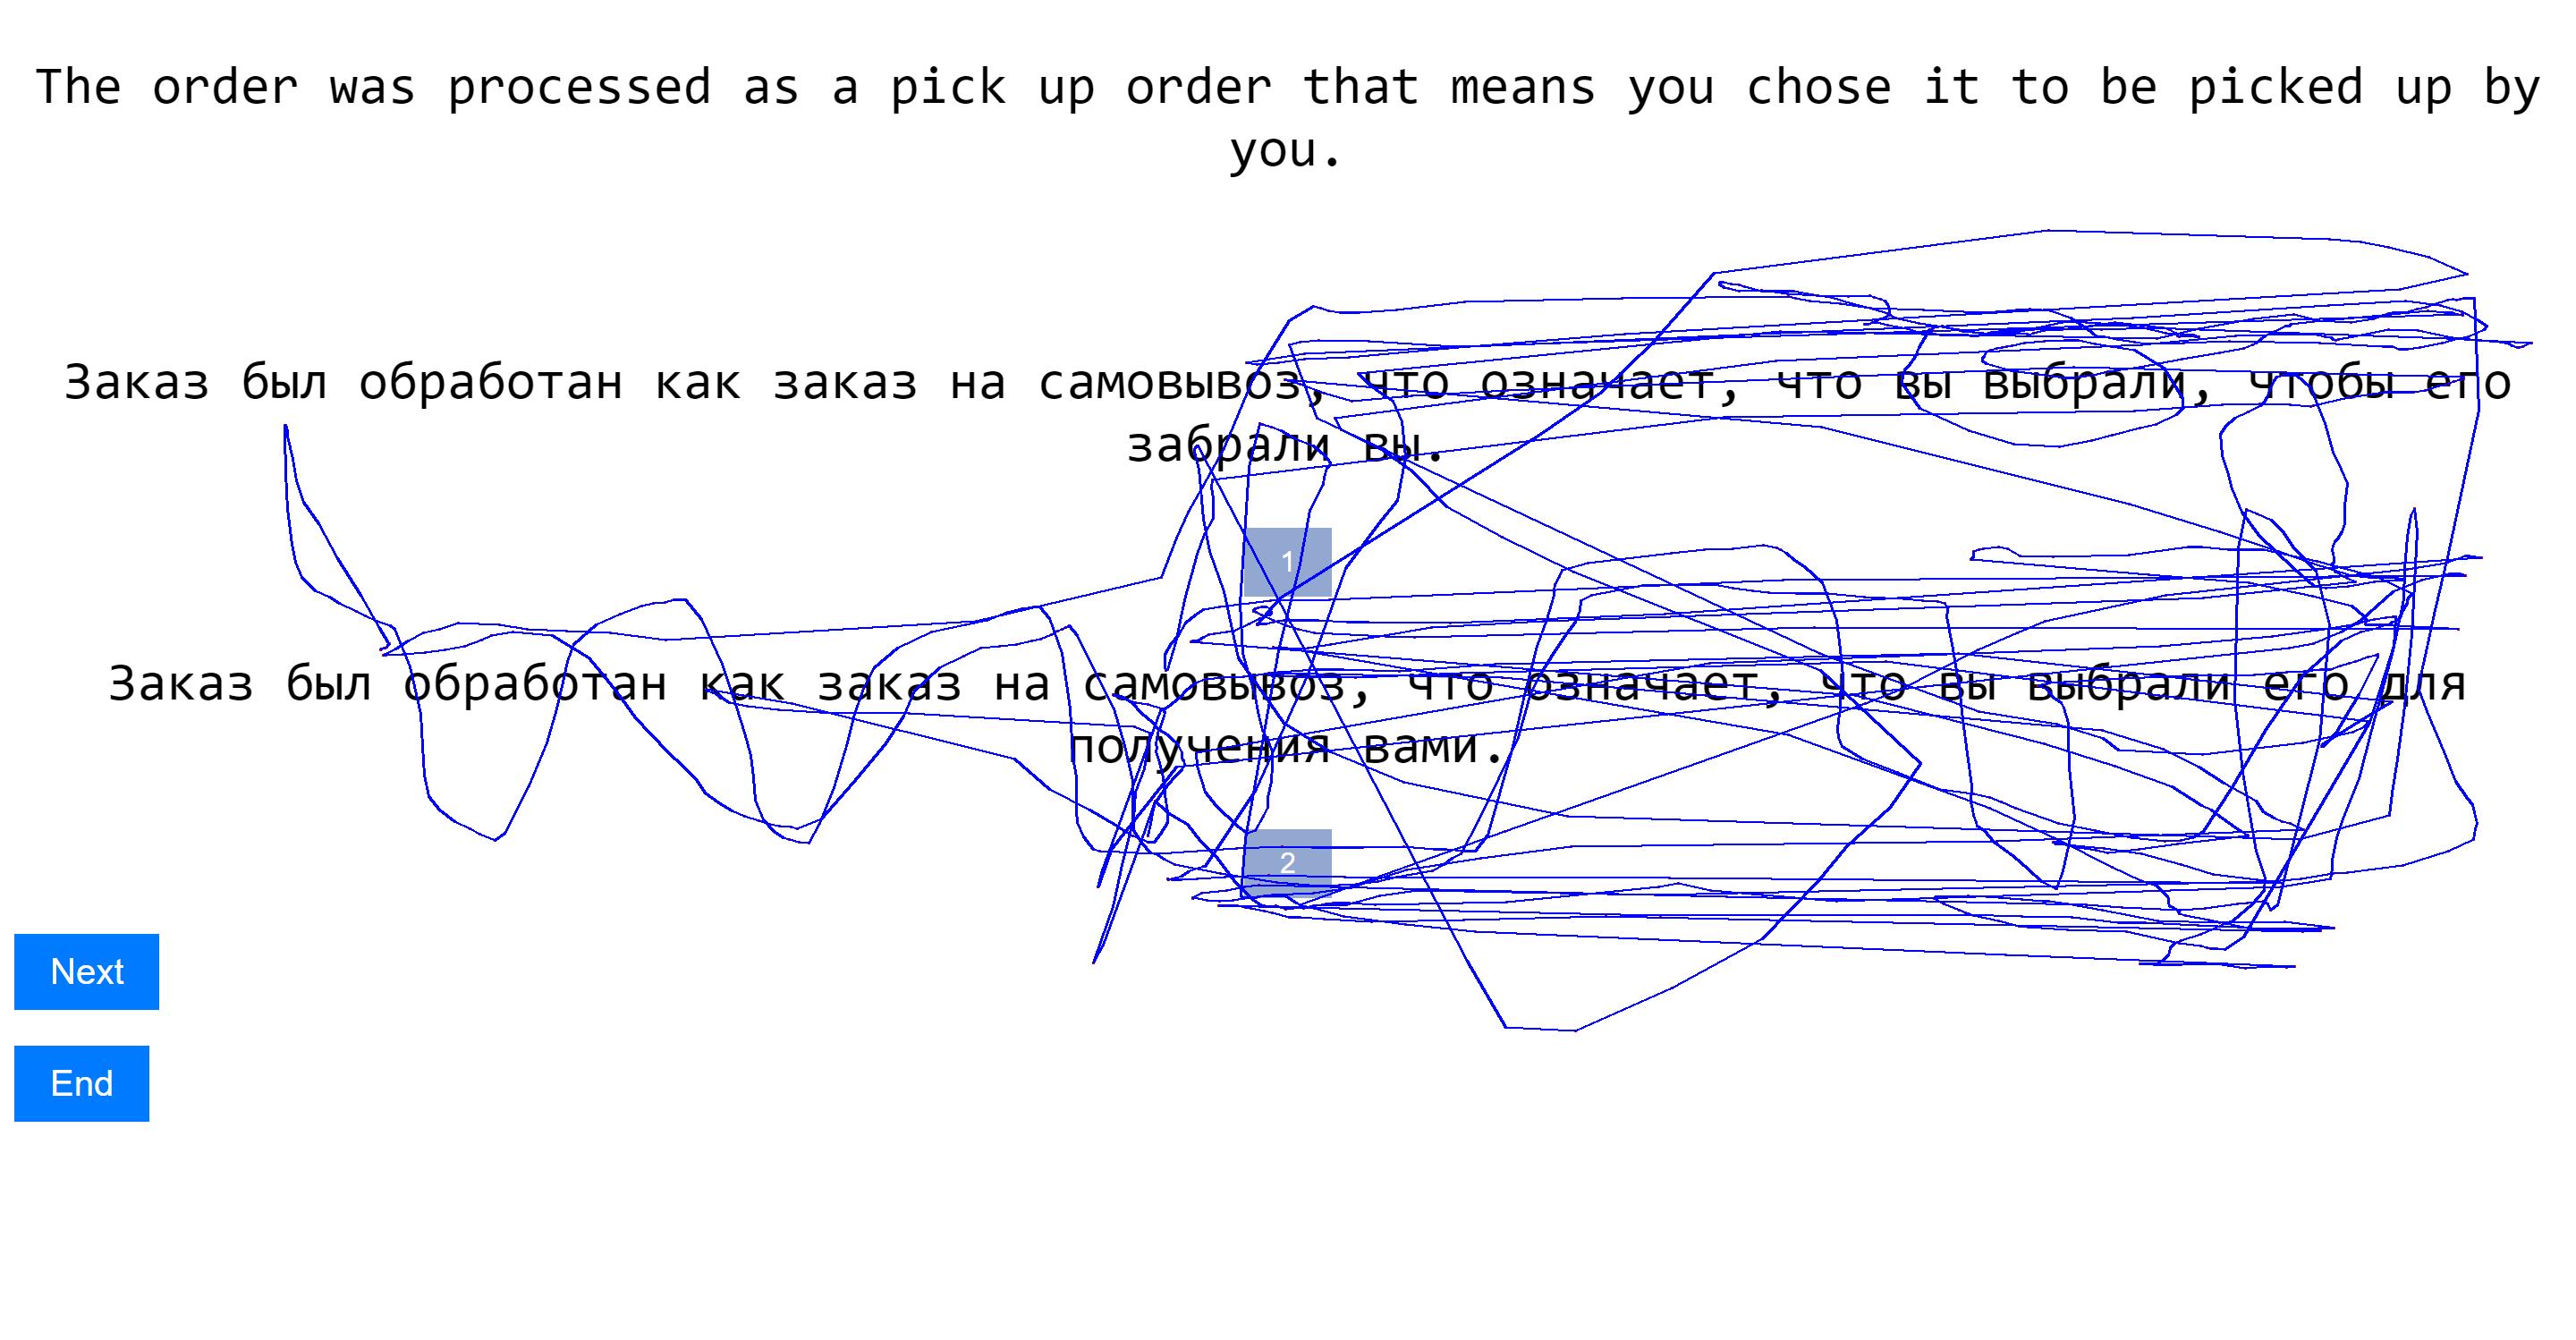 The order was processed as a pick up order that means you chose it to be picked up by
you.
Заказ был обработан как заказ на самовывоз, что означает, что вы выбрали, чтобы его
забрали вы.
1
Заказ был обработан как заказ на самовывоз, что означает, что вы выбрали его для
получения вами.
2
Next
End